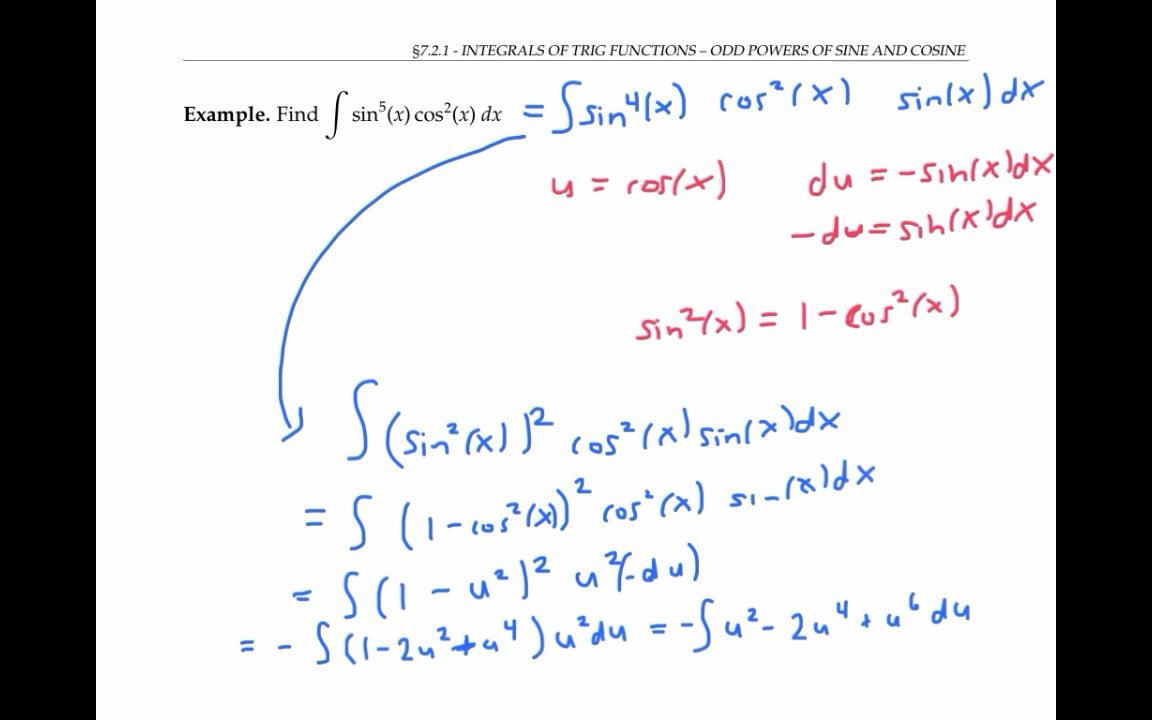 §7.2.1 - INTEGRALS OF TRIG FUNCTIONS – ODD POWERS OF SINE AND COSINE
Example. Find ∫ sin⁵(x) cos²(x) dx = ∫ sin⁴(x) cos²(x) sin(x) dx
u = cos(x) du = -sin(x)dx
-du = sin(x)dx
sin²(x) = 1 - cos²(x)
∫ (sin²(x))² cos²(x) sin(x)dx
= ∫ (1 - cos²(x))² cos²(x) sin(x)dx
= ∫ (1 - u²)² u² (-du)
= - ∫ (1 - 2u² + u⁴) u² du = - ∫ u² - 2u⁴ + u⁶ du